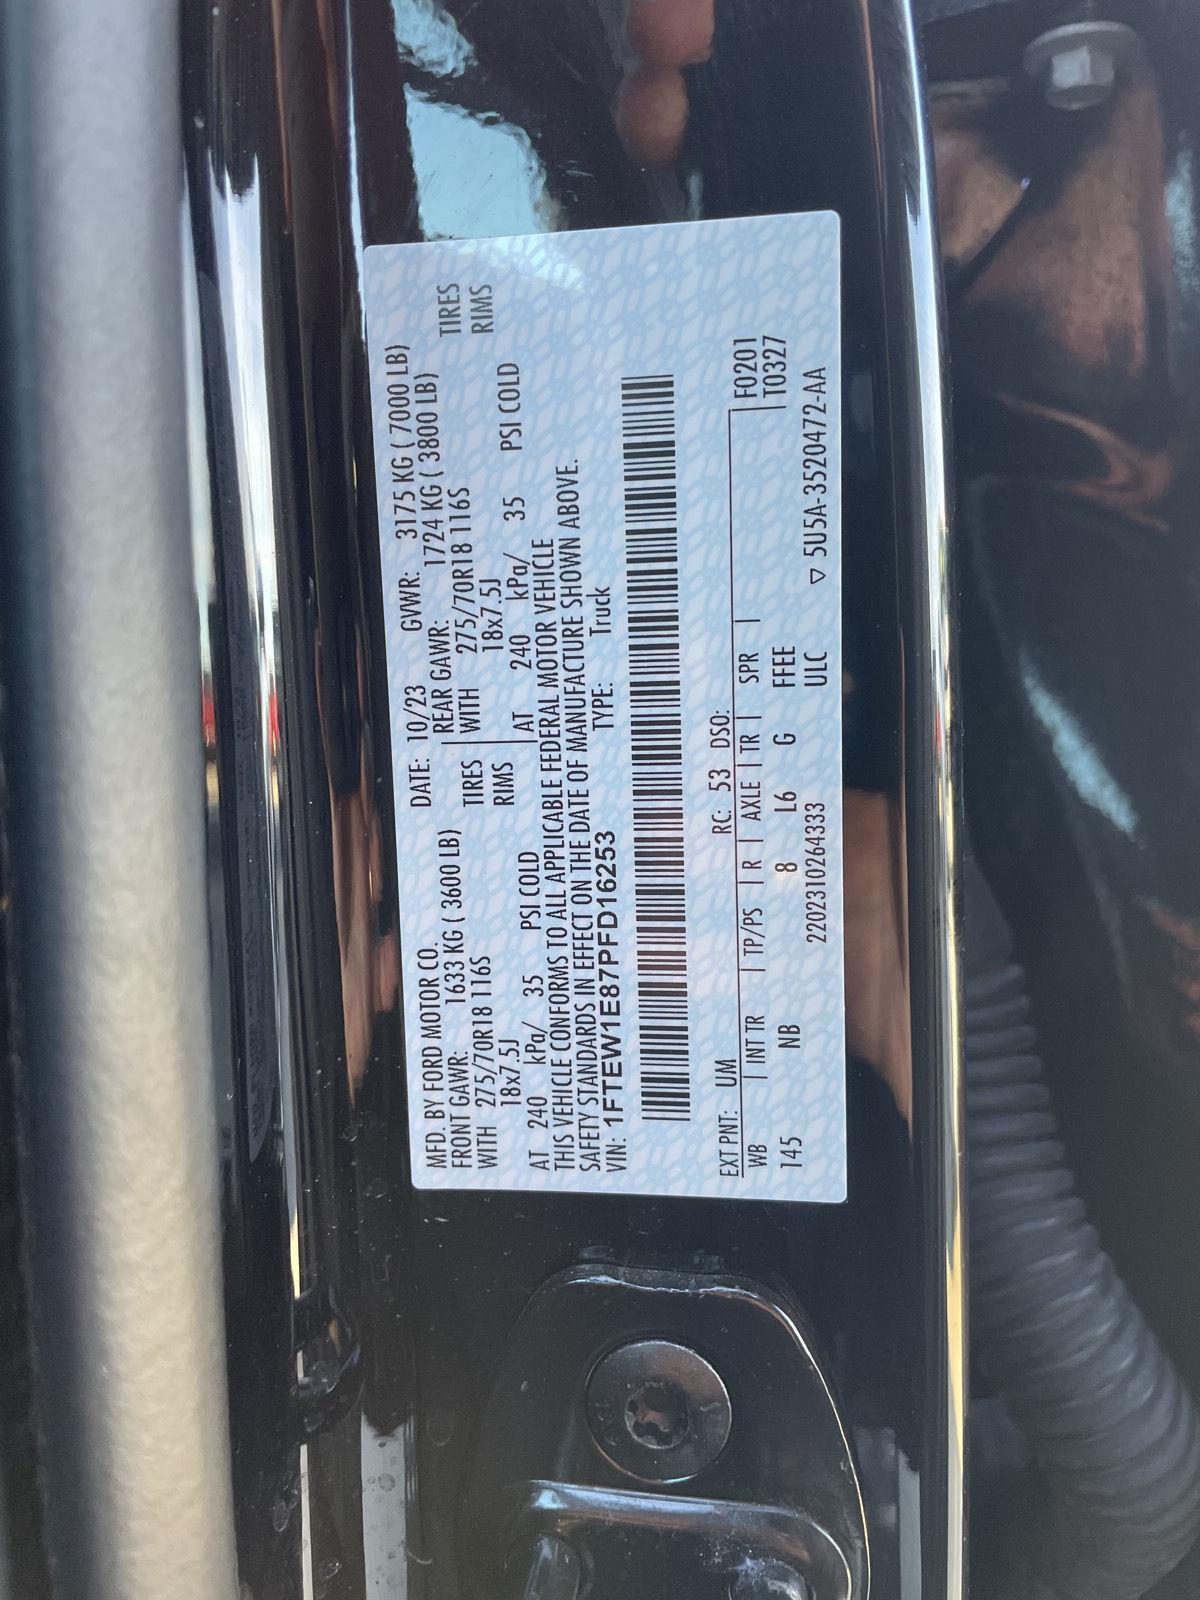 MFD. BY FORD MOTOR CO. DATE: 10/23 GVWR: 3175 KG ( 7000 LB)
FRONT GAWR: 1633 KG ( 3600 LB) REAR GAWR: 1724 KG ( 3800 LB)
WITH 275/70R18 116S TIRES WITH 275/70R18 116S TIRES
18x7.5J RIMS 18x7.5J RIMS
AT 240 kPa/ 35 PSI COLD AT 240 kPa/ 35 PSI COLD
THIS VEHICLE CONFORMS TO ALL APPLICABLE FEDERAL MOTOR VEHICLE
SAFETY STANDARDS IN EFFECT ON THE DATE OF MANUFACTURE SHOWN ABOVE.
VIN: 1FTEW1E87PFD16253 TYPE: Truck
EXT PNT: UM RC: 53 DSO: F0201
WB | INT TR | TP/PS | R | AXLE | TR | SPR | T0327
145 NB 8 L6 G FFEE
2202310264333 ULC ▽ 5U5A-3520472-AA